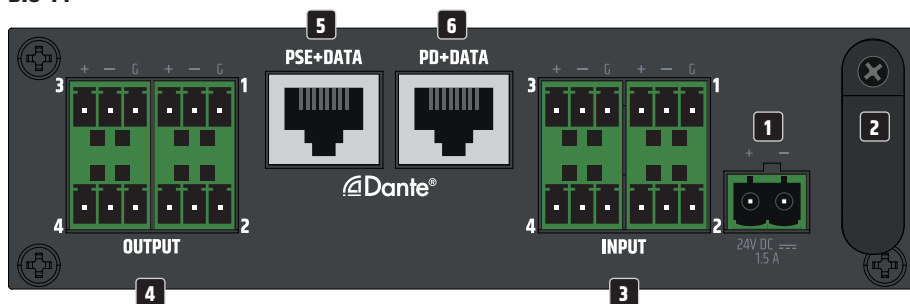 5 6
PSE+DATA PD+DATA
+ − G + − G + − G + − G
3 1 3 1
1 2
+ −
Dante®
4 2 4 2
OUTPUT INPUT
24V DC
1.5 A
4 3